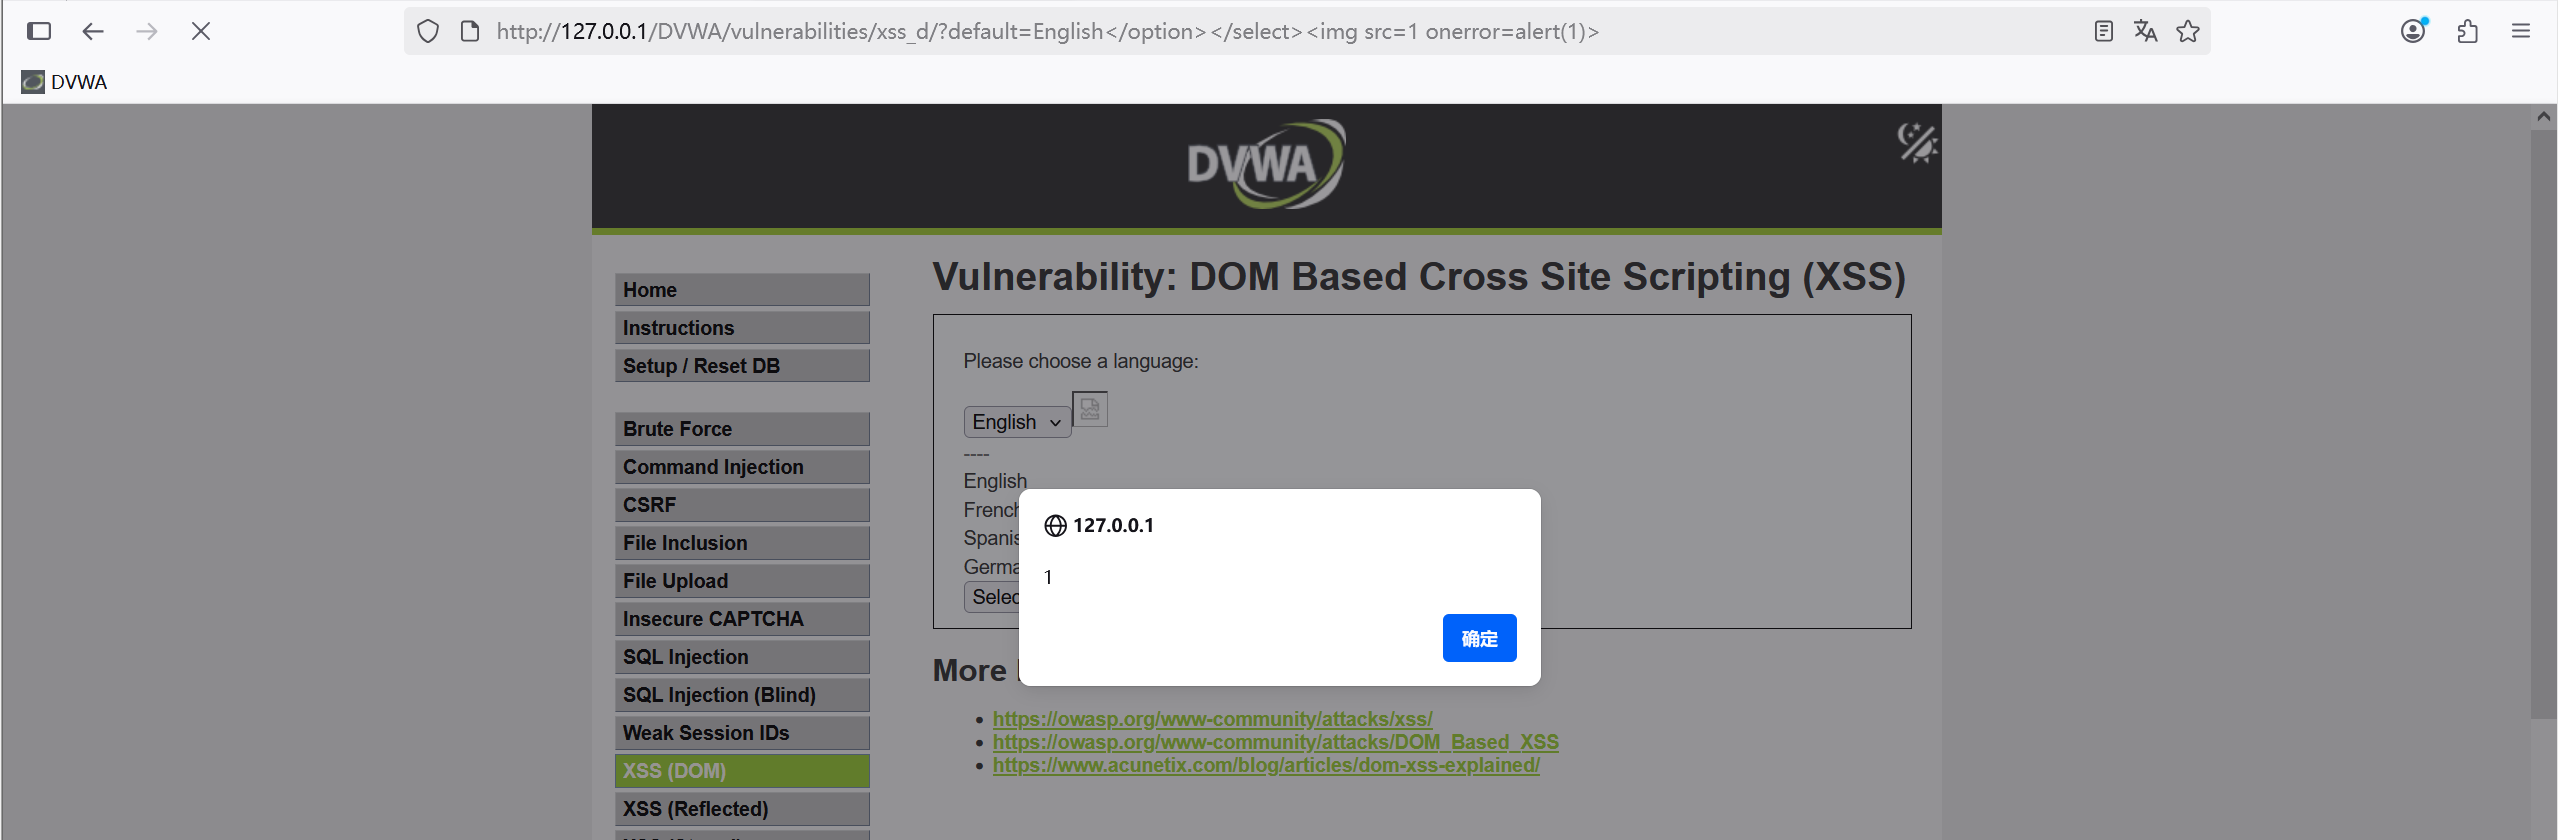 http://127.0.0.1/DVWA/vulnerabilities/xss_d/?default=English</option></select><img src=1 onerror=alert(1)>
DVWA
DVWA
Vulnerability: DOM Based Cross Site Scripting (XSS)
Home
Instructions
Setup / Reset DB
Brute Force
Command Injection
CSRF
File Inclusion
File Upload
Insecure CAPTCHA
SQL Injection
SQL Injection (Blind)
Weak Session IDs
XSS (DOM)
XSS (Reflected)
Please choose a language:
English
----
English
French
127.0.0.1
1
确定
More
https://owasp.org/www-community/attacks/xss/
https://owasp.org/www-community/attacks/DOM_Based_XSS
https://www.acunetix.com/blog/articles/dom-xss-explained/